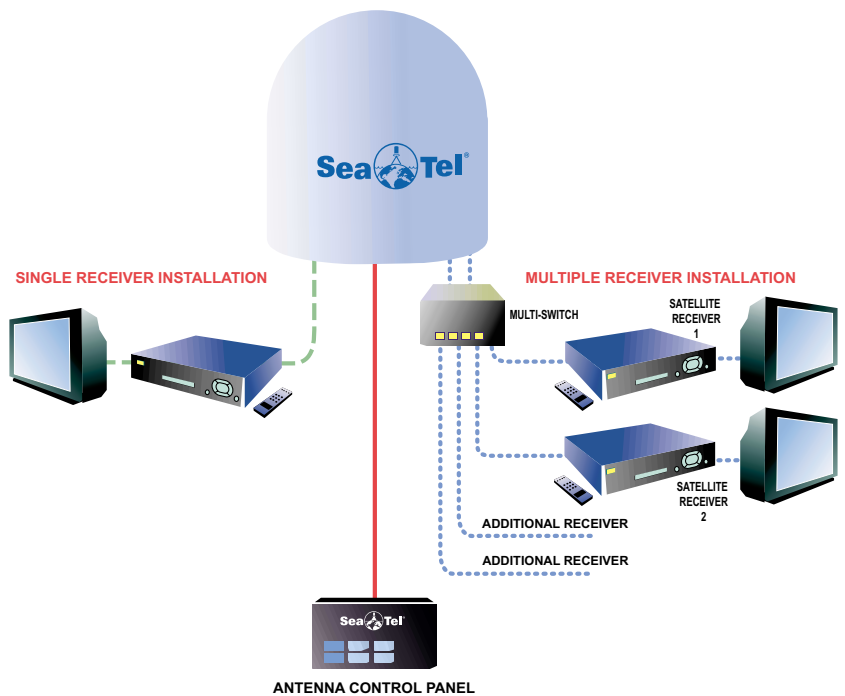 Sea Tel®
SINGLE RECEIVER INSTALLATION
MULTIPLE RECEIVER INSTALLATION
MULTI-SWITCH
SATELLITE
RECEIVER
1
SATELLITE
RECEIVER
2
ADDITIONAL RECEIVER
ADDITIONAL RECEIVER
Sea Tel
ANTENNA CONTROL PANEL